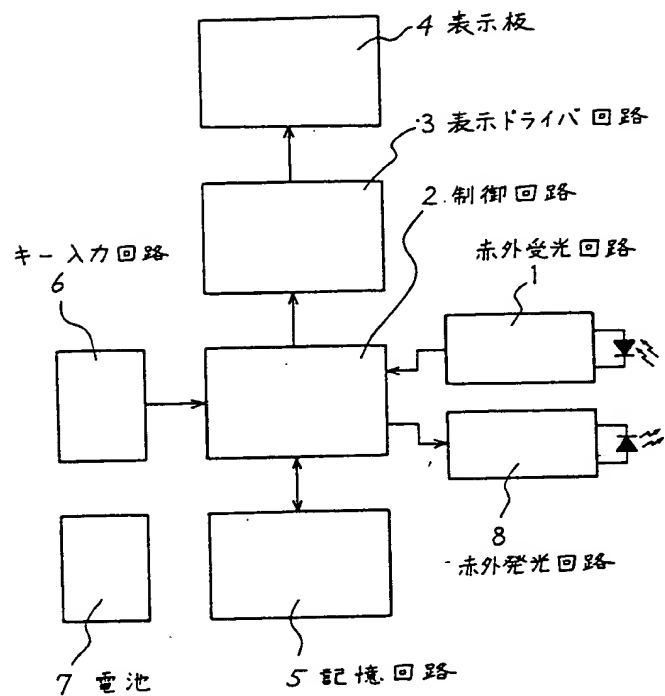 4 表示板
3 表示ドライバ回路
2 制御回路
キー入力回路
6
赤外受光回路
1
8
赤外発光回路
7 電池
5 記憶回路